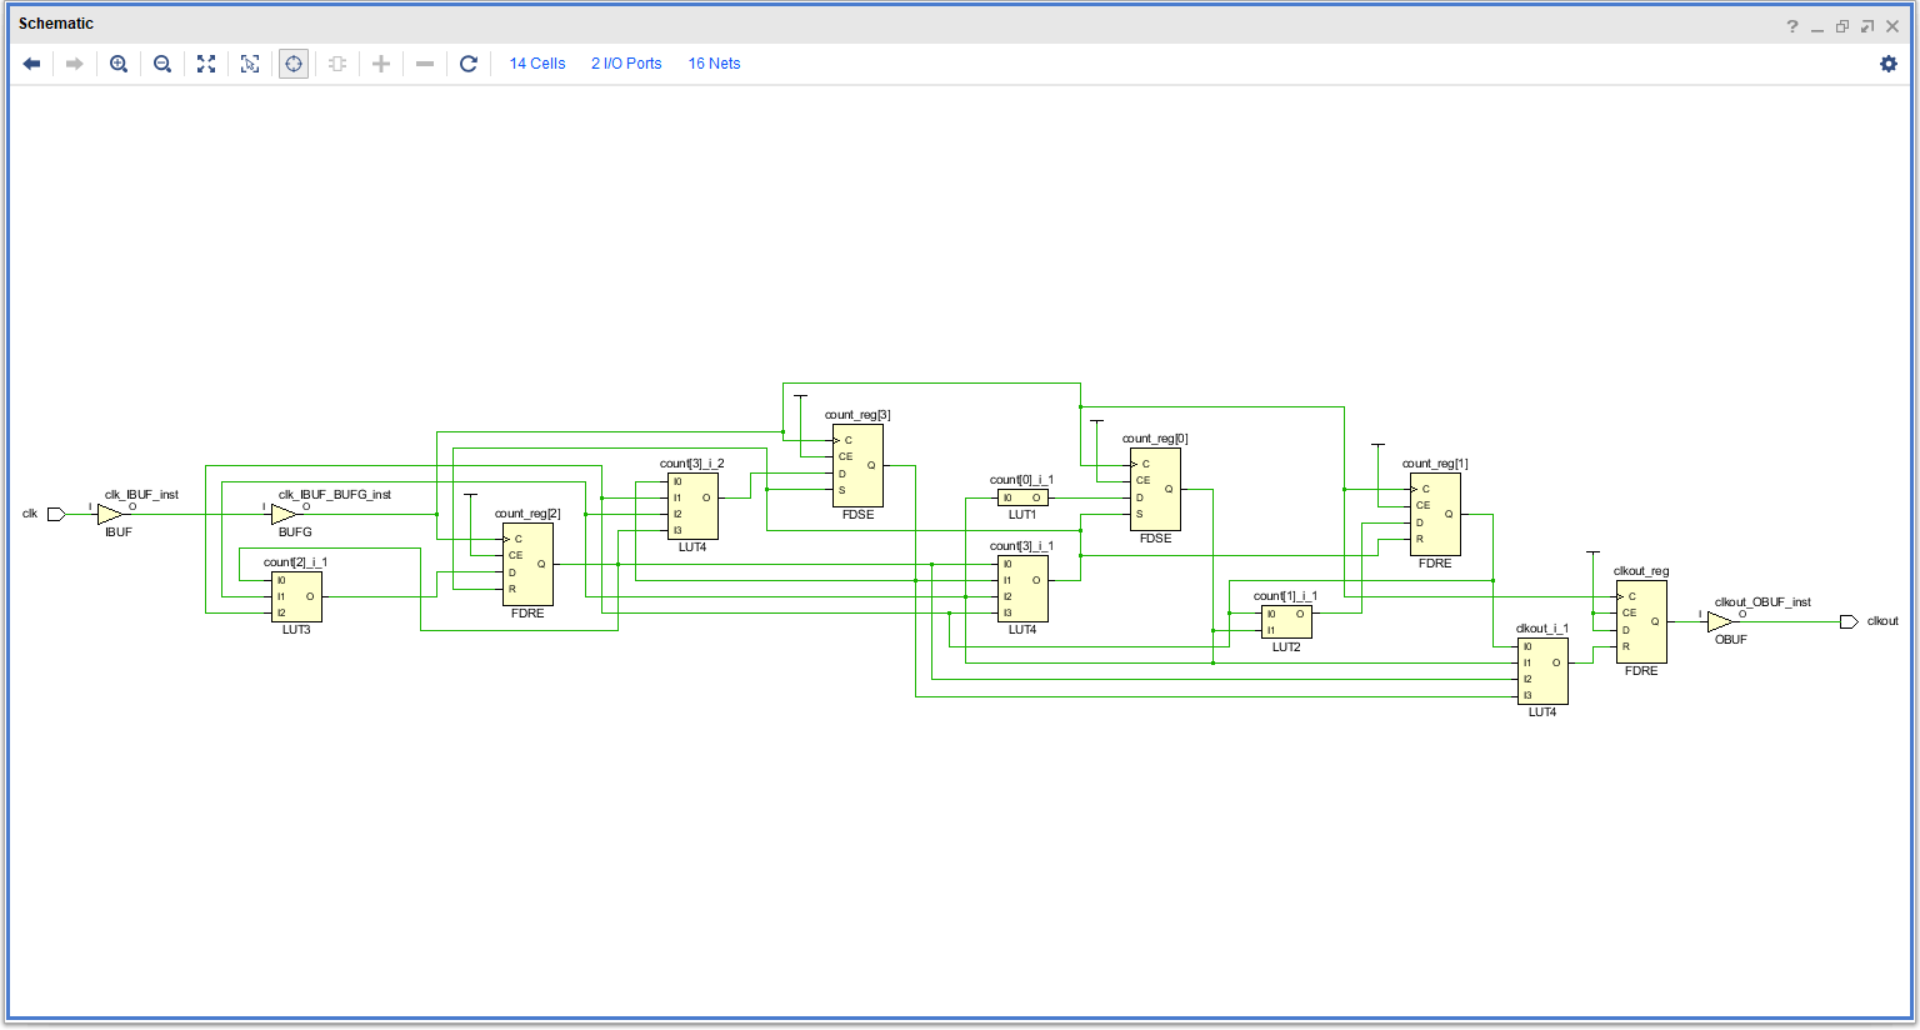 Schematic
14 Cells 2 I/O Ports 16 Nets
clk
clk_IBUF_inst
I O
IBUF
clk_IBUF_BUFG_inst
I O
BUFG
count[2]_i_1
I0
I1 O
I2
LUT3
count_reg[2]
C
CE
Q
D
R
FDRE
count[3]_i_2
I0
I1 O
I2
I3
LUT4
count_reg[3]
C
CE
Q
D
S
FDSE
count[0]_i_1
I0 O
LUT1
count[3]_i_1
I0
I1 O
I2
I3
LUT4
count_reg[0]
C
CE
Q
D
S
FDSE
count[1]_i_1
I0 O
I1
LUT2
count_reg[1]
C
CE
Q
D
R
FDRE
clkout_i_1
I0
I1 O
I2
I3
LUT4
clkout_reg
C
CE
Q
D
R
FDRE
clkout_OBUF_inst
I O
OBUF
clkout